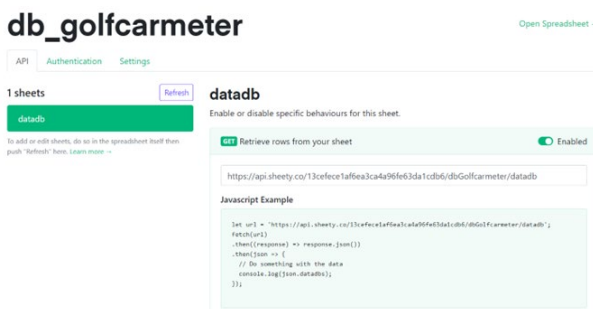 db_golfcarmeter
Open Spreadsheet
API Authentication Settings
1 sheets Refresh
datadb
To add or edit sheets, do so in the spreadsheet itself then
push "Refresh" here. Learn more →
datadb
Enable or disable specific behaviours for this sheet.
GET Retrieve rows from your sheet Enabled
https://api.sheety.co/13cefece1af6ea3ca4a96fe63da1cdb6/dbGolfcarmeter/datadb
Javascript Example
let url = 'https://api.sheety.co/13cefece1af6ea3ca4a96fe63da1cdb6/dbGolfcarmeter/datadb';
fetch(url)
.then((response) => response.json())
.then(json => {
// Do something with the data
console.log(json.datadbs);
});